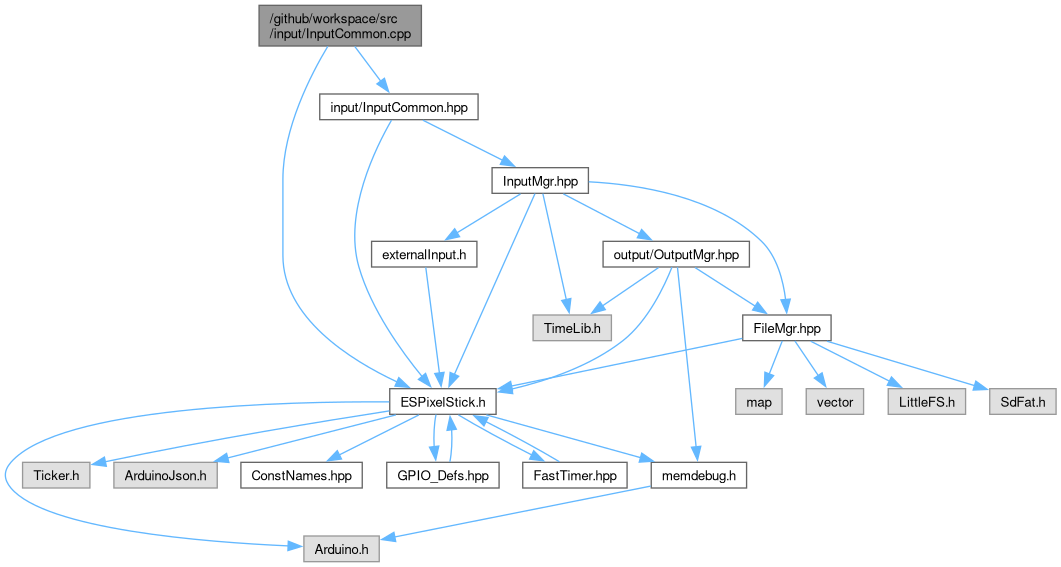 /github/workspace/src
/input/InputCommon.cpp
input/InputCommon.hpp
InputMgr.hpp
externalInput.h
output/OutputMgr.hpp
TimeLib.h
FileMgr.hpp
ESPixelStick.h
map
vector
LittleFS.h
SdFat.h
Ticker.h
ArduinoJson.h
ConstNames.hpp
GPIO_Defs.hpp
FastTimer.hpp
memdebug.h
Arduino.h